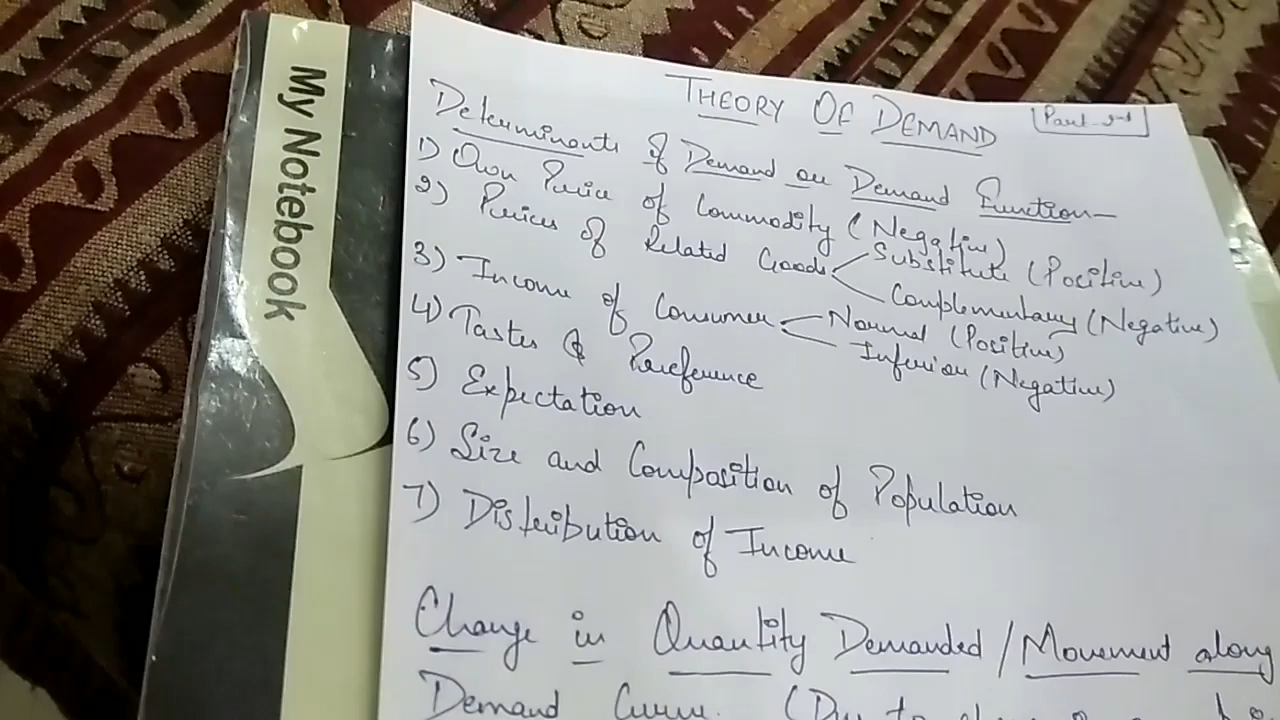 My Notebook
THEORY OF DEMAND
Determinants of Demand or Demand Function-
1) Own Price of Commodity (Negative)
2) Prices of Related Goods
Substitute (Positive)
Complementary (Negative)
3) Income of Consumer
Normal (Positive)
Inferior (Negative)
4) Tastes & Preference
5) Expectation
6) Size and Composition of Population
7) Distribution of Income
Change in Quantity Demanded / Movement along
Demand Curve. (Due to